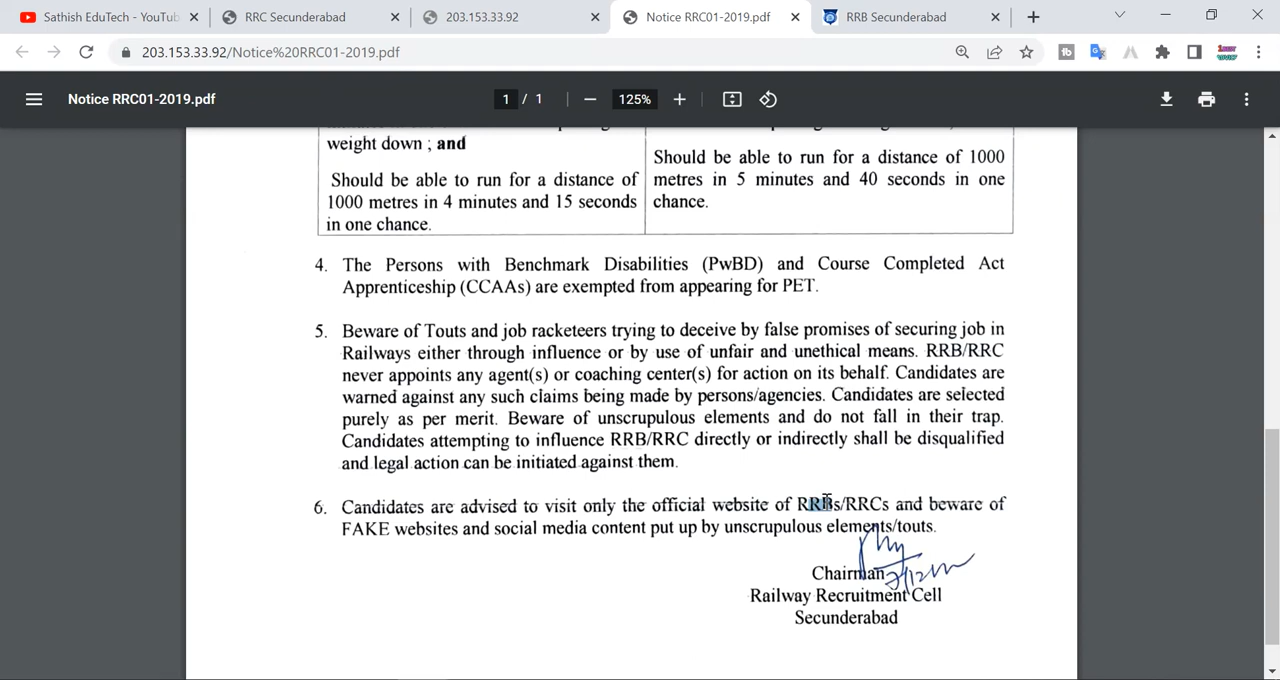 Sathish EduTech - YouTub
RRC Secunderabad
203.153.33.92
Notice RRC01-2019.pdf
RRB Secunderabad
203.153.33.92/Notice%20RRC01-2019.pdf
Notice RRC01-2019.pdf
1 / 1
125%
weight down ; and
Should be able to run for a distance of
1000 metres in 4 minutes and 15 seconds
in one chance.
Should be able to run for a distance of 1000
metres in 5 minutes and 40 seconds in one
chance.
4. The Persons with Benchmark Disabilities (PwBD) and Course Completed Act
Apprenticeship (CCAAs) are exempted from appearing for PET.
5. Beware of Touts and job racketeers trying to deceive by false promises of securing job in
Railways either through influence or by use of unfair and unethical means. RRB/RRC
never appoints any agent(s) or coaching center(s) for action on its behalf. Candidates are
warned against any such claims being made by persons/agencies. Candidates are selected
purely as per merit. Beware of unscrupulous elements and do not fall in their trap.
Candidates attempting to influence RRB/RRC directly or indirectly shall be disqualified
and legal action can be initiated against them.
6. Candidates are advised to visit only the official website of RRBs/RRCs and beware of
FAKE websites and social media content put up by unscrupulous elements/touts.
Chairman
Railway Recruitment Cell
Secunderabad